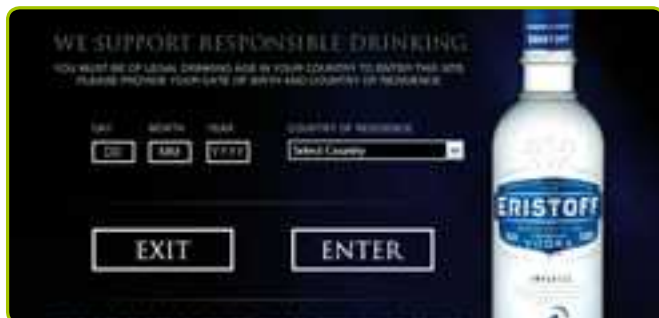 WE SUPPORT RESPONSIBLE DRINKING
YOU MUST BE OF LEGAL DRINKING AGE IN YOUR COUNTRY TO ENTER THIS SITE
PLEASE PROVIDE YOUR DATE OF BIRTH AND COUNTRY OF RESIDENCE
DAY MONTH YEAR COUNTRY OF RESIDENCE
DD MM YYYY Select Country
EXIT ENTER
ERISTOFF
ERISTOFF
VODKA
IMPORTED